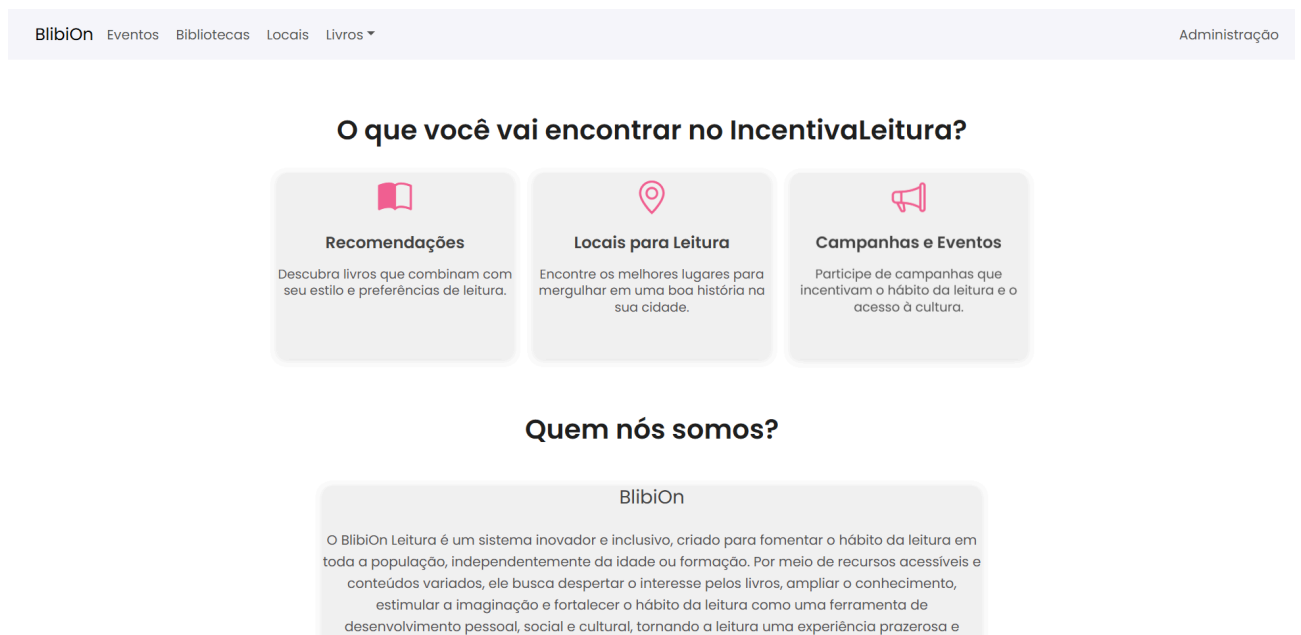 BlibiOn Eventos Bibliotecas Locais Livros Administração
O que você vai encontrar no IncentivaLeitura?
Recomendações
Descubra livros que combinam com
seu estilo e preferências de leitura.
Locais para Leitura
Encontre os melhores lugares para
mergulhar em uma boa história na
sua cidade.
Campanhas e Eventos
Participe de campanhas que
incentivam o hábito da leitura e o
acesso à cultura.
Quem nós somos?
BlibiOn
O BlibiOn Leitura é um sistema inovador e inclusivo, criado para fomentar o hábito da leitura em
toda a população, independentemente da idade ou formação. Por meio de recursos acessíveis e
conteúdos variados, ele busca despertar o interesse pelos livros, ampliar o conhecimento,
estimular a imaginação e fortalecer o hábito da leitura como uma ferramenta de
desenvolvimento pessoal, social e cultural, tornando a leitura uma experiência prazerosa e